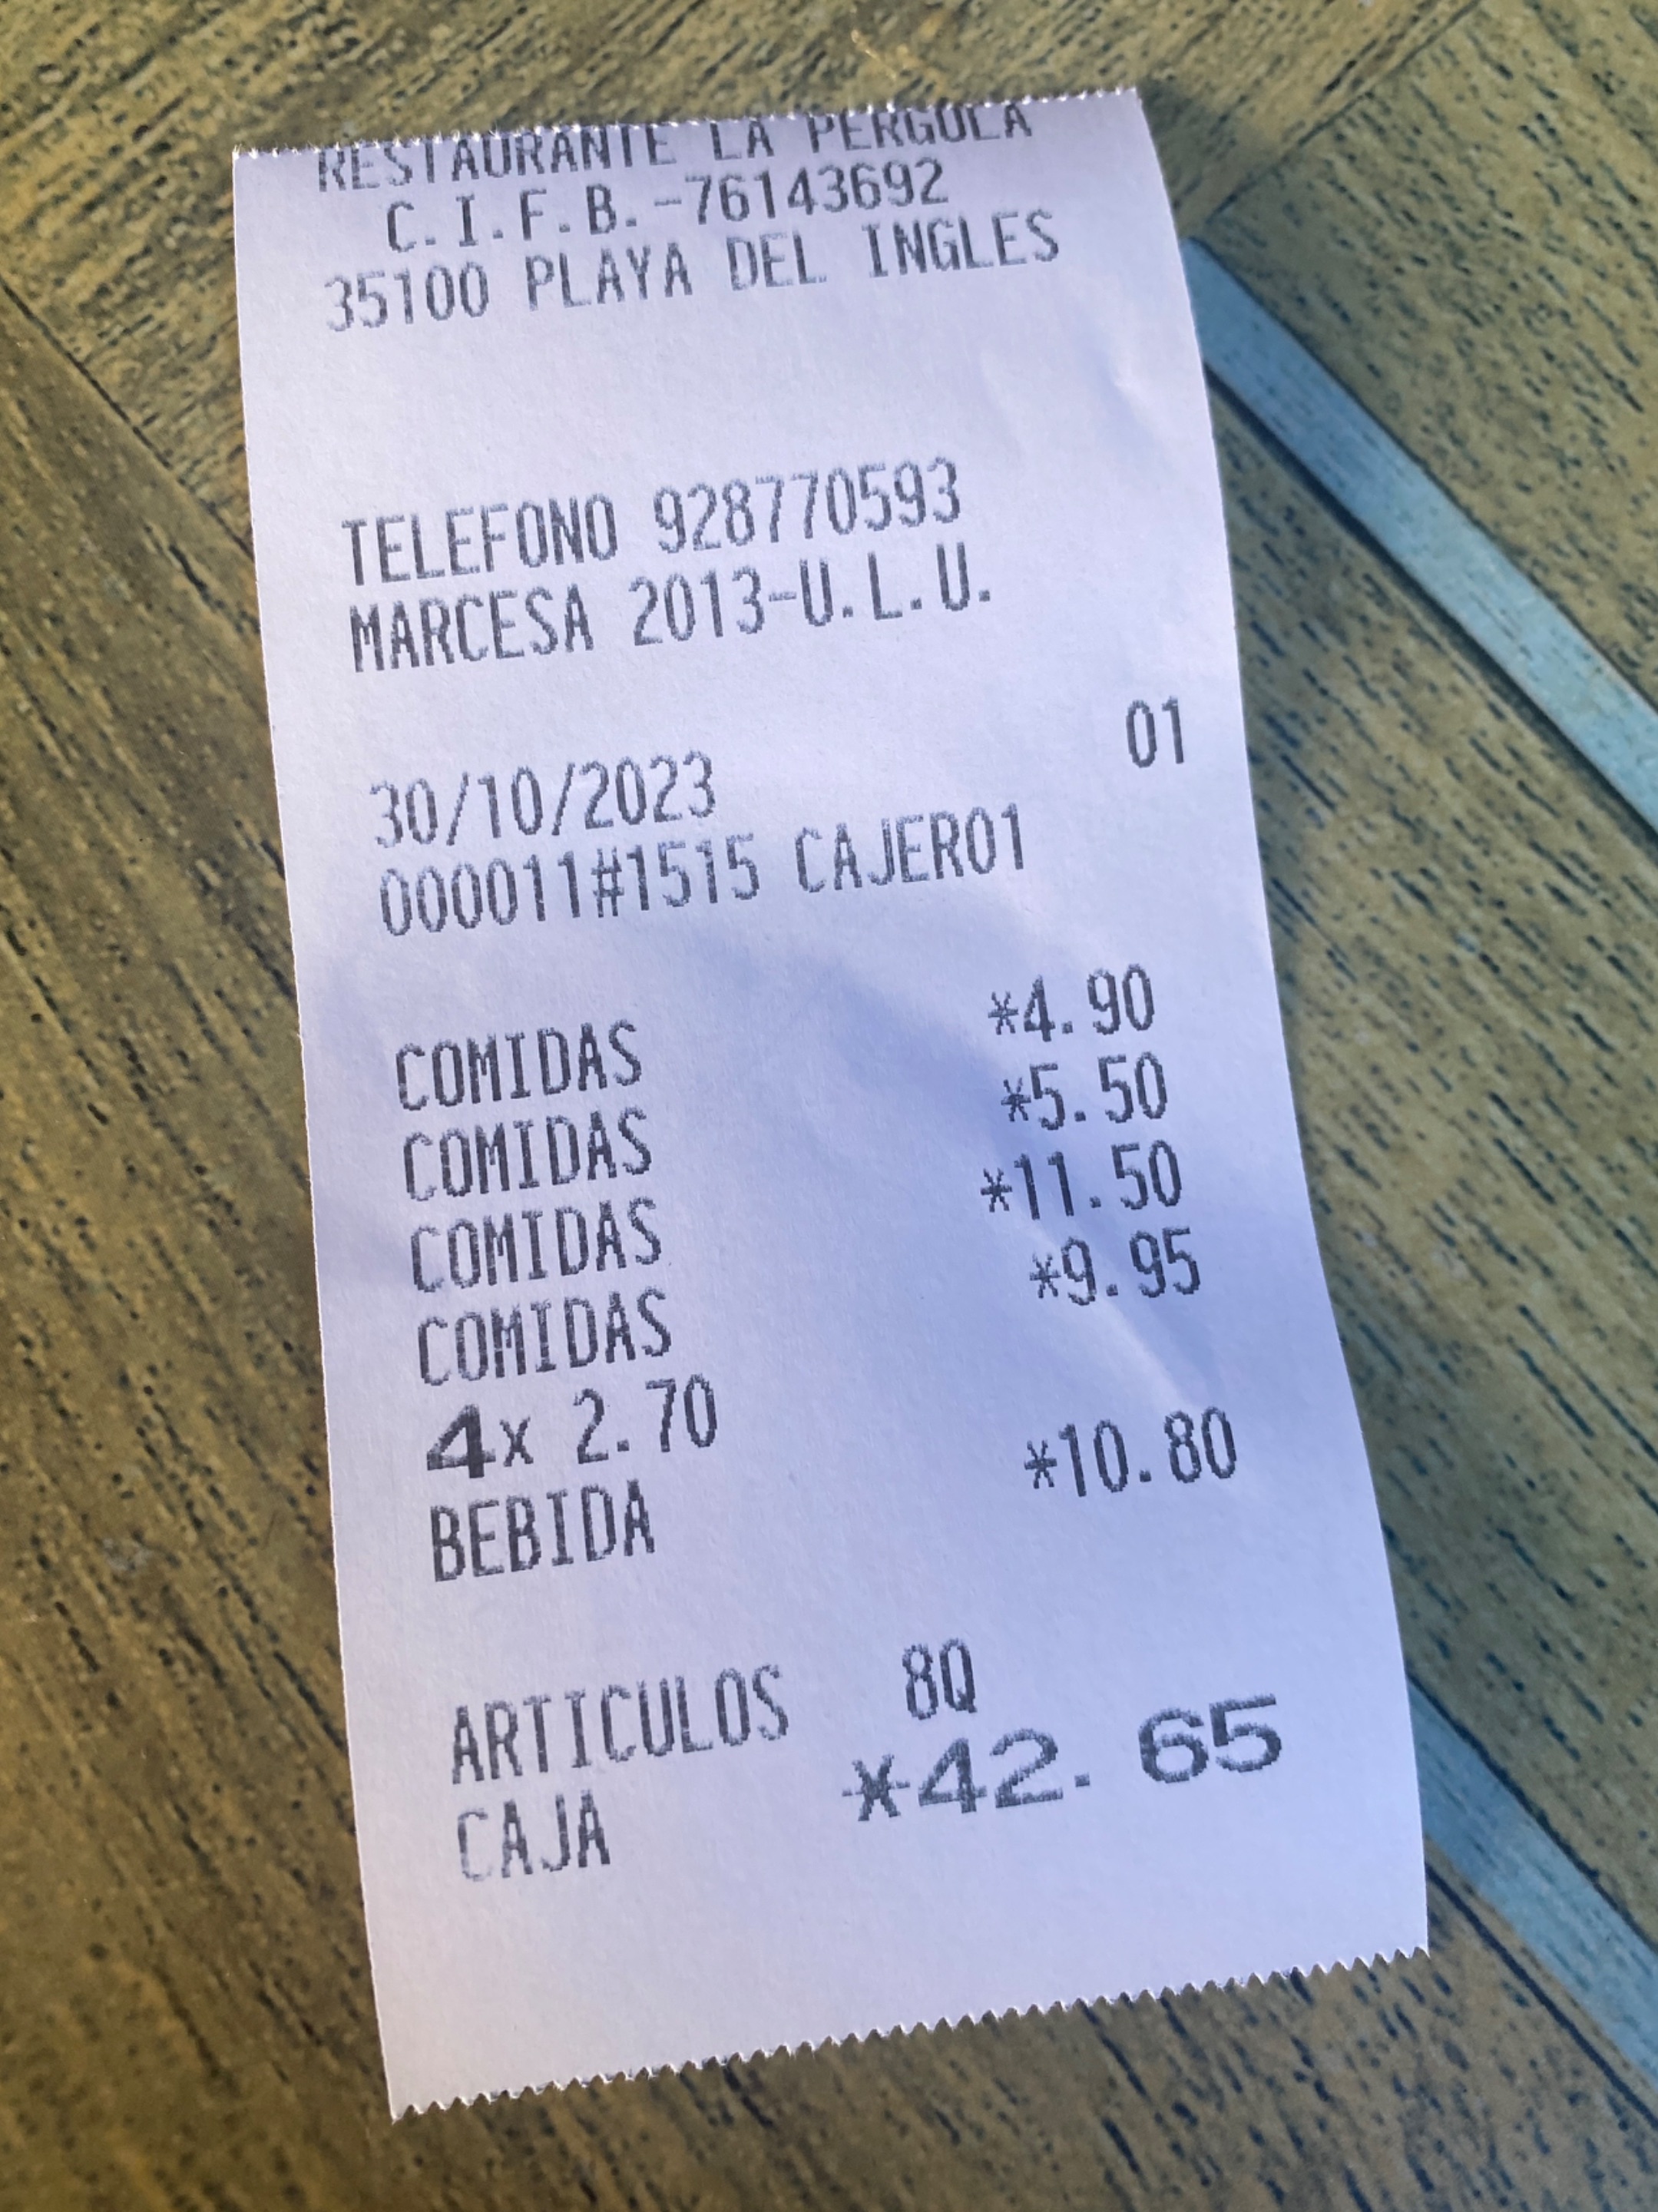 RESTAURANTE LA PERGOLA
C.I.F.B.-76143692
35100 PLAYA DEL INGLES
TELEFONO 928770593
MARCESA 2013-U.L.U.
30/10/2023 01
000011#1515 CAJERO1
COMIDAS *4.90
COMIDAS *5.50
COMIDAS *11.50
COMIDAS *9.95
4x 2.70
BEBIDA *10.80
ARTICULOS 8Q
CAJA *42.65